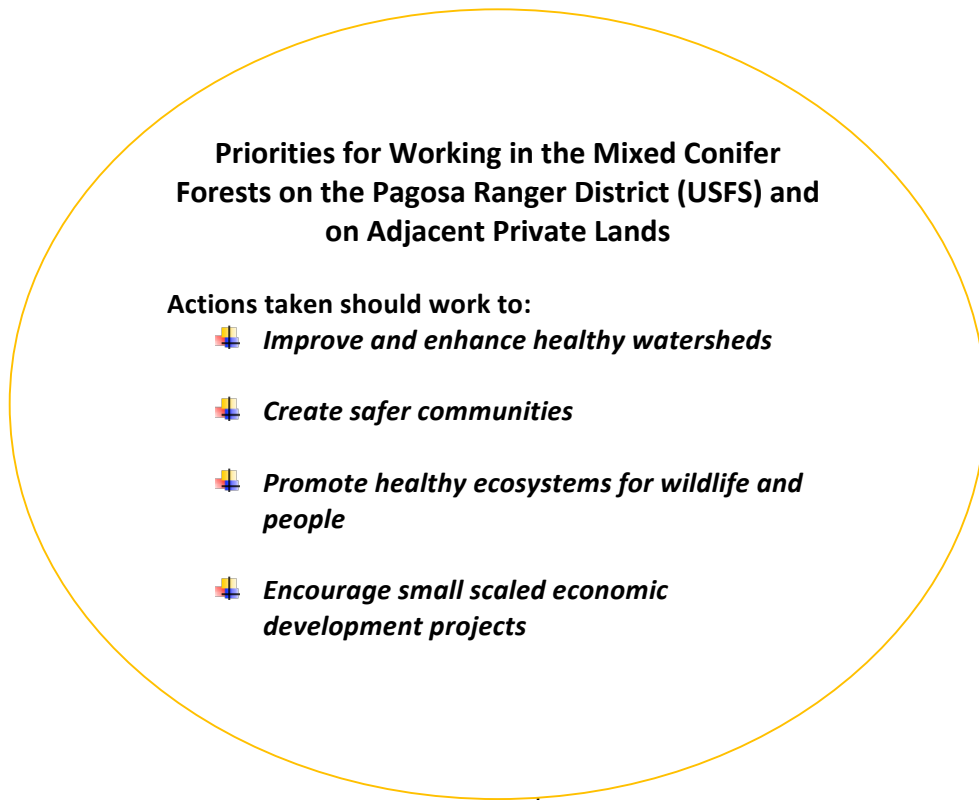 Priorities for Working in the Mixed Conifer
Forests on the Pagosa Ranger District (USFS) and
on Adjacent Private Lands
Actions taken should work to:
Improve and enhance healthy watersheds
Create safer communities
Promote healthy ecosystems for wildlife and
people
Encourage small scaled economic
development projects